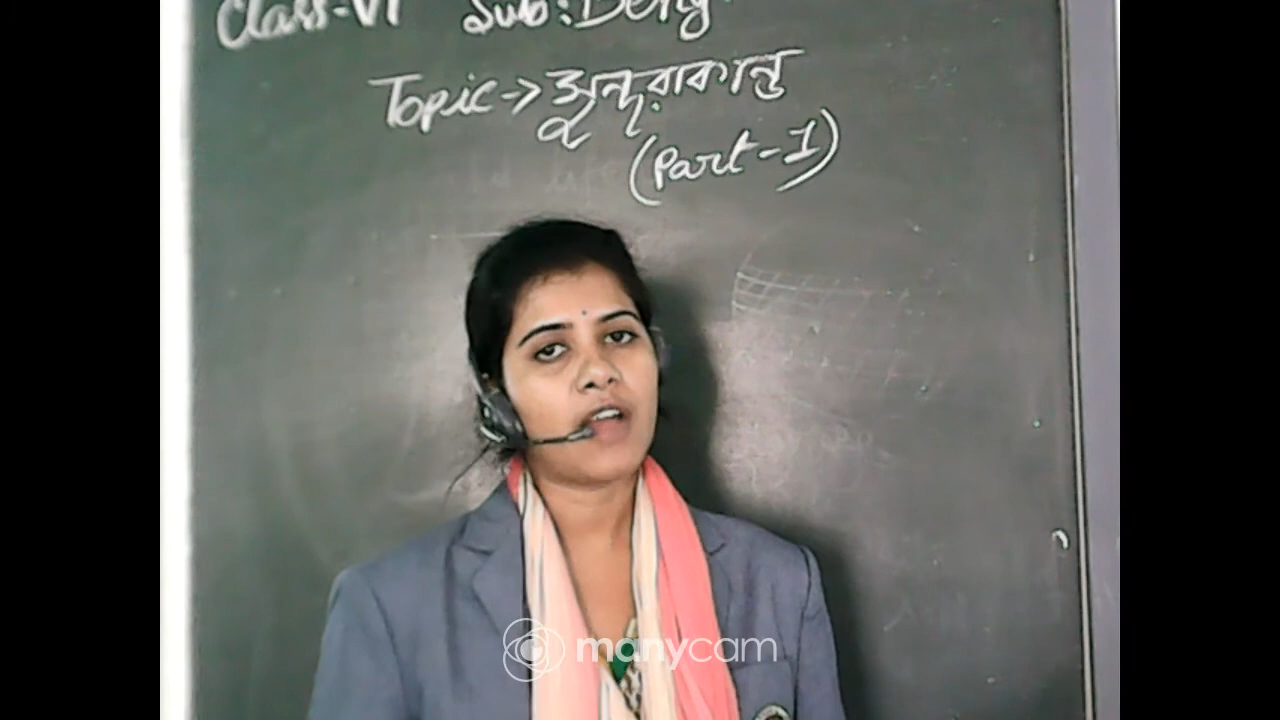 Class-VI Sub: Beng
Topic → সুন্দরাকান্ত
(Part-1)
manycam